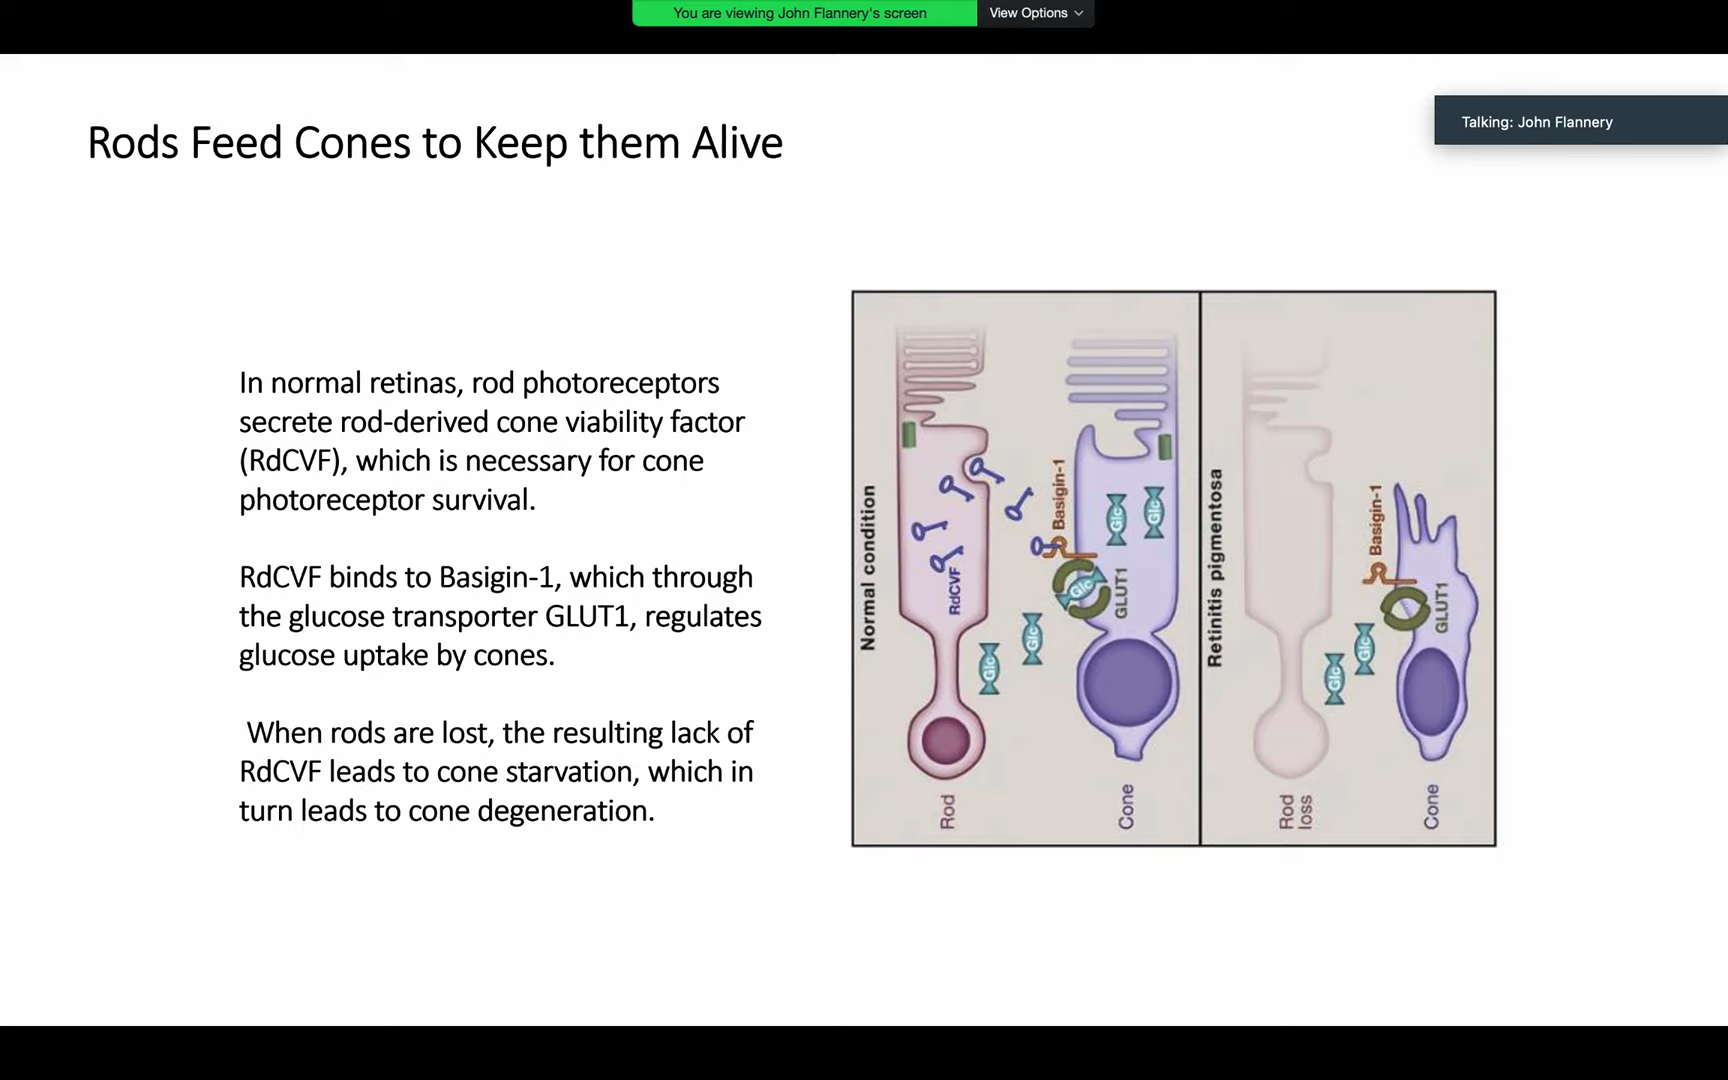 You are viewing John Flannery's screen
View Options
Talking: John Flannery
Rods Feed Cones to Keep them Alive
In normal retinas, rod photoreceptors
secrete rod-derived cone viability factor
(RdCVF), which is necessary for cone
photoreceptor survival.
RdCVF binds to Basigin-1, which through
the glucose transporter GLUT1, regulates
glucose uptake by cones.
When rods are lost, the resulting lack of
RdCVF leads to cone starvation, which in
turn leads to cone degeneration.
Normal condition
RdCVF
Glc
Glc
Basigin-1
Glc
Glc
Glc
GLUT1
Rod
Cone
Retinitis pigmentosa
Basigin-1
Glc
Glc
GLUT1
Rod
loss
Cone